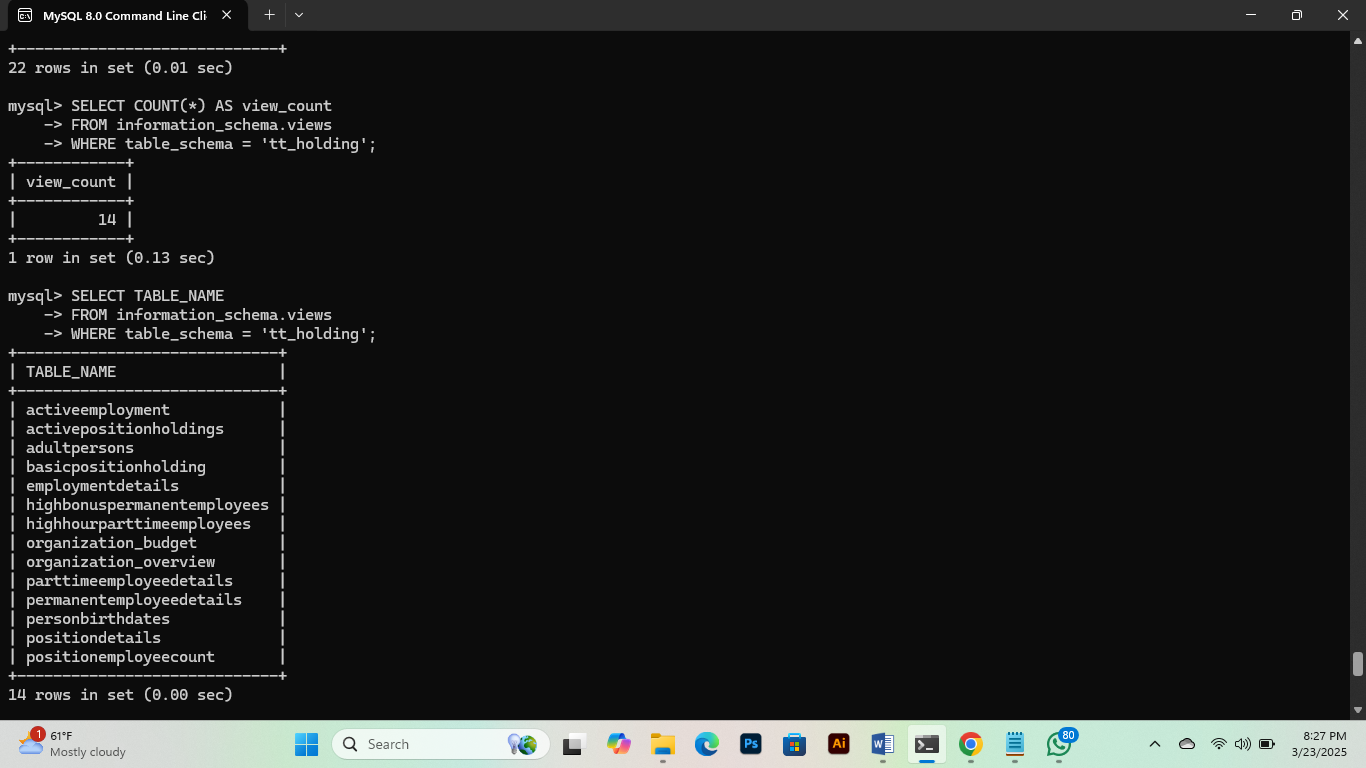 MySQL 8.0 Command Line Cli
+-----------------------------+
22 rows in set (0.01 sec)
mysql> SELECT COUNT(*) AS view_count
    -> FROM information_schema.views
    -> WHERE table_schema = 'tt_holding';
+------------+
| view_count |
+------------+
|         14 |
+------------+
1 row in set (0.13 sec)
mysql> SELECT TABLE_NAME
    -> FROM information_schema.views
    -> WHERE table_schema = 'tt_holding';
+-----------------------------+
| TABLE_NAME                  |
+-----------------------------+
| activeemployment            |
| activepositionholdings      |
| adultpersons                |
| basicpositionholding        |
| employmentdetails           |
| highbonuspermanentemployees |
| highhourparttimeemployees   |
| organization_budget         |
| organization_overview       |
| parttimeemployeedetails     |
| permanentemployeedetails    |
| personbirthdates            |
| positiondetails             |
| positionemployeecount       |
+-----------------------------+
14 rows in set (0.00 sec)
1
61°F
Mostly cloudy
Search
Ps
Ai
W
80
8:27 PM
3/23/2025